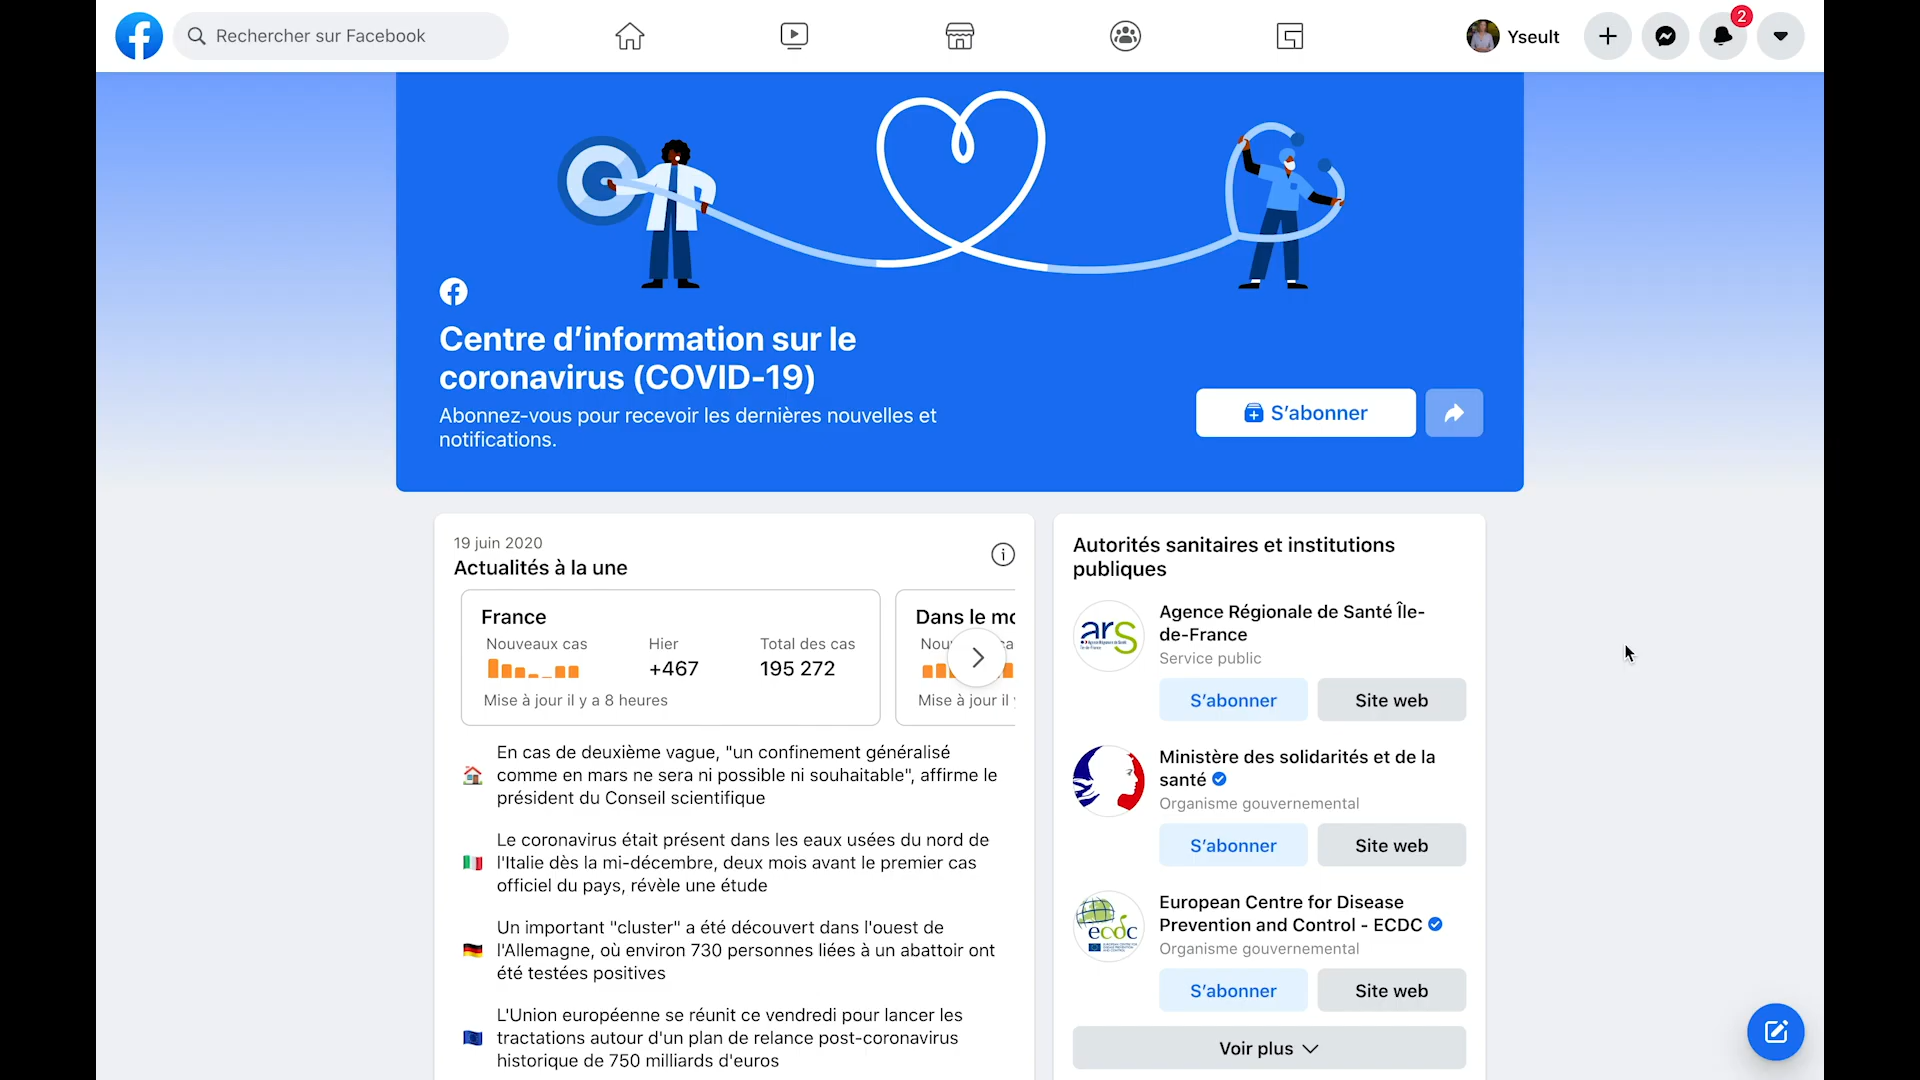 Rechercher sur Facebook
Yseult
2
Centre d’information sur le
coronavirus (COVID-19)
Abonnez-vous pour recevoir les dernières nouvelles et
notifications.
S’abonner
19 juin 2020
Actualités à la une
France
Nouveaux cas
Hier
+467
Total des cas
195 272
Mise à jour il y a 8 heures
Dans le
Mise à jour il
En cas de deuxième vague, "un confinement généralisé
comme en mars ne sera ni possible ni souhaitable", affirme le
président du Conseil scientifique
Le coronavirus était présent dans les eaux usées du nord de
l'Italie dès la mi-décembre, deux mois avant le premier cas
officiel du pays, révèle une étude
Un important "cluster" a été découvert dans l'ouest de
l'Allemagne, où environ 730 personnes liées à un abattoir ont
été testées positives
L'Union européenne se réunit ce vendredi pour lancer les
tractations autour d'un plan de relance post-coronavirus
historique de 750 milliards d'euros
Autorités sanitaires et institutions
publiques
ars
Agence Régionale de Santé Île-
de-France
Service public
S’abonner
Site web
Ministère des solidarités et de la
santé
Organisme gouvernemental
S’abonner
Site web
ecdc
European Centre for Disease
Prevention and Control - ECDC
Organisme gouvernemental
S’abonner
Site web
Voir plus